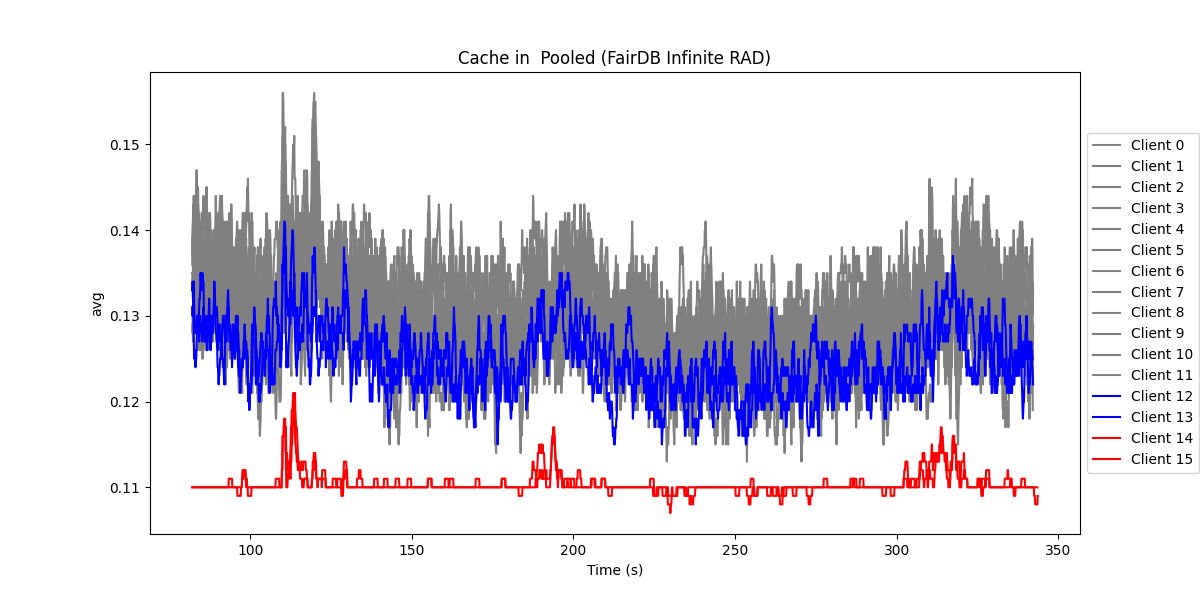 Cache in  Pooled (FairDB Infinite RAD)
avg
0.15
0.14
0.13
0.12
0.11
100
150
200
250
300
350
Time (s)
Client 0
Client 1
Client 2
Client 3
Client 4
Client 5
Client 6
Client 7
Client 8
Client 9
Client 10
Client 11
Client 12
Client 13
Client 14
Client 15